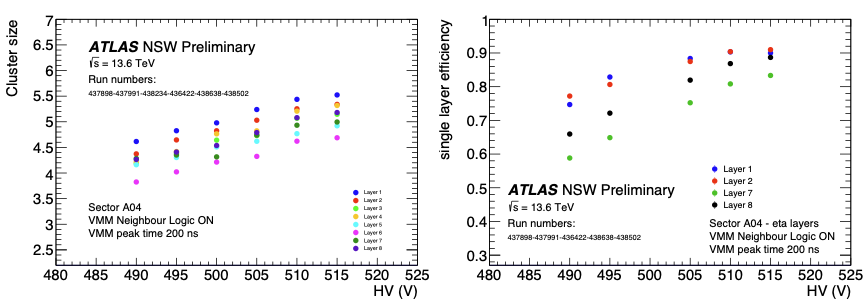 Cluster size
7
6.5
6
5.5
5
4.5
4
3.5
3
2.5
ATLAS NSW Preliminary
√s = 13.6 TeV
Run numbers:
437898-437991-438234-436422-438638-438502
Sector A04
VMM Neighbour Logic ON
VMM peak time 200 ns
Layer 1
Layer 2
Layer 3
Layer 4
Layer 5
Layer 6
Layer 7
Layer 8
480 485 490 495 500 505 510 515 520 525
HV (V)
single layer efficiency
1
0.9
0.8
0.7
0.6
0.5
0.4
0.3
Layer 1
Layer 2
Layer 7
Layer 8
ATLAS NSW Preliminary
√s = 13.6 TeV
Run numbers:
437898-437991-436422-438638-438502
Sector A04 - eta layers
VMM Neighbour Logic ON
VMM peak time 200 ns
480 485 490 495 500 505 510 515 520 525
HV (V)